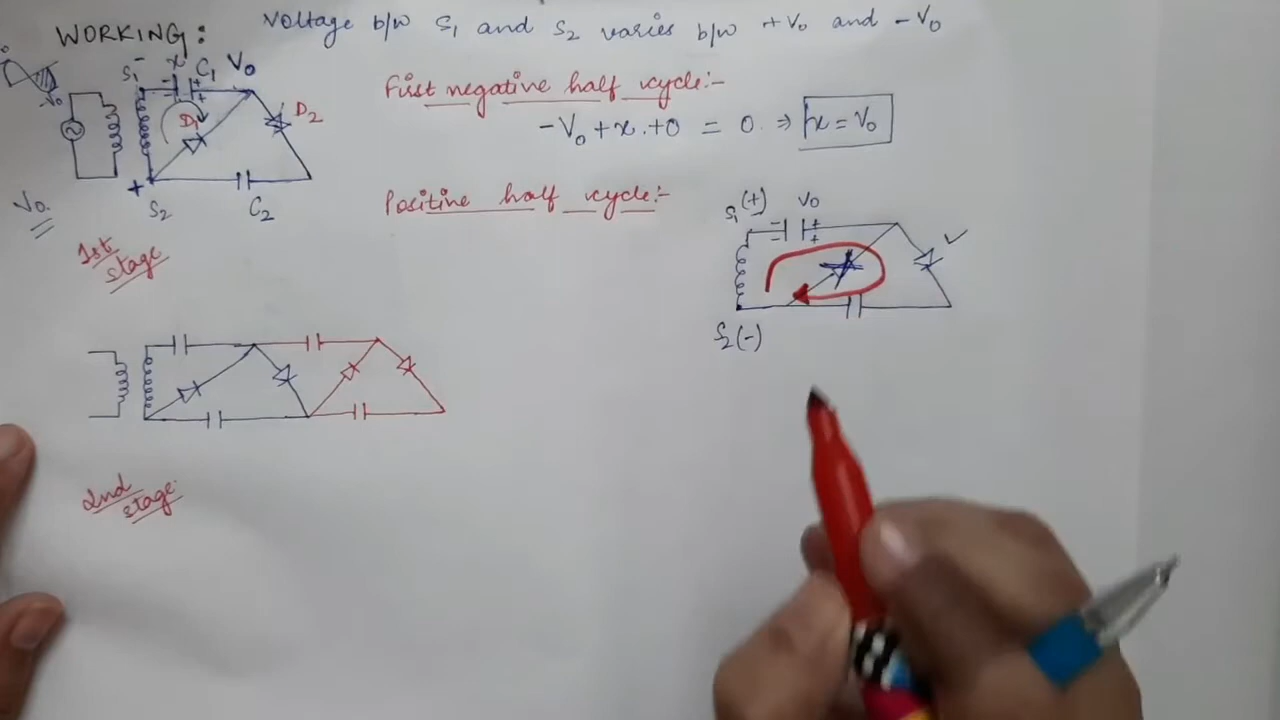 WORKING: Voltage b/w S1 and S2 varies b/w +V0 and -V0
First negative half cycle:-
-V0 + x + 0 = 0 ⇒ x = V0
Positive half cycle:-
S1 - x C1 V0
-V0
D1 D2
+
S2 C2
V0
1st stage
S1 (+) V0
S2 (-)
2nd stage